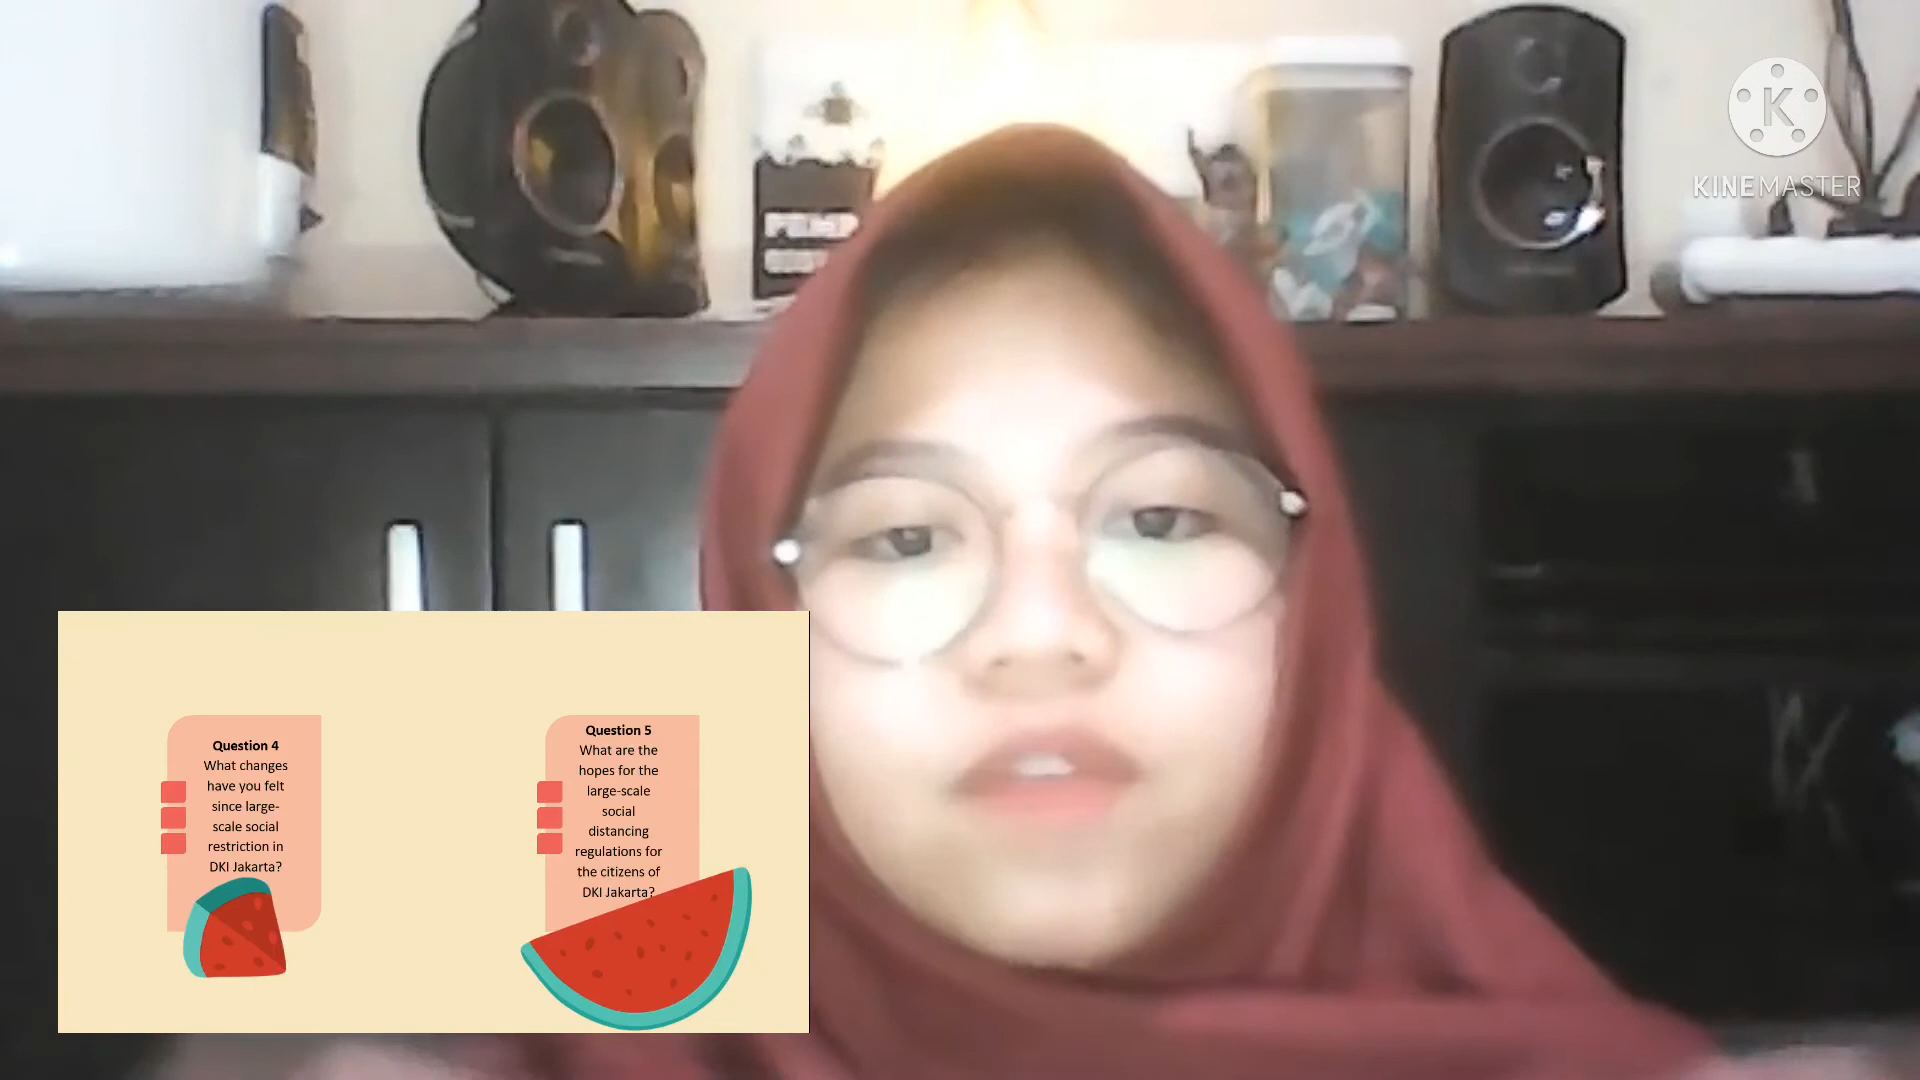 K
KINEMASTER
Question 4
What changes
have you felt
since large-
scale social
restriction in
DKI Jakarta?
Question 5
What are the
hopes for the
large-scale
social
distancing
regulations for
the citizens of
DKI Jakarta?